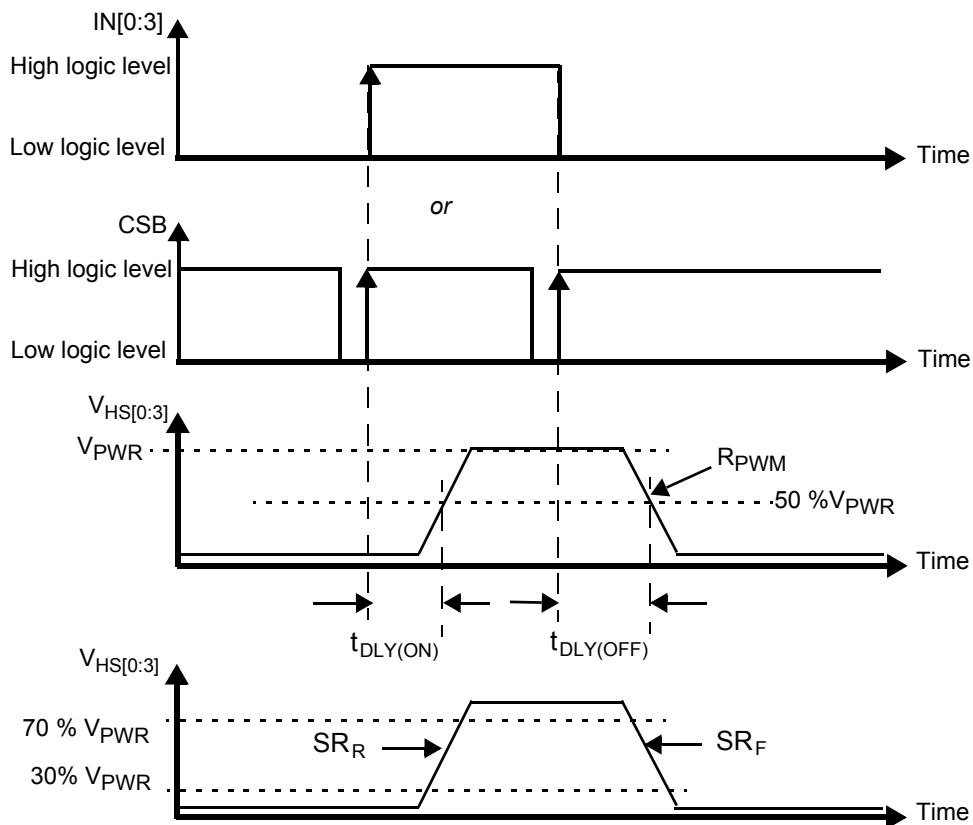 IN[0:3]
High logic level
Low logic level
Time
or
CSB
High logic level
Low logic level
Time
VHS[0:3]
VPWR
RPWM
50 %VPWR
Time
tDLY(ON)
tDLY(OFF)
VHS[0:3]
70 % VPWR
SRR
SRF
30% VPWR
Time